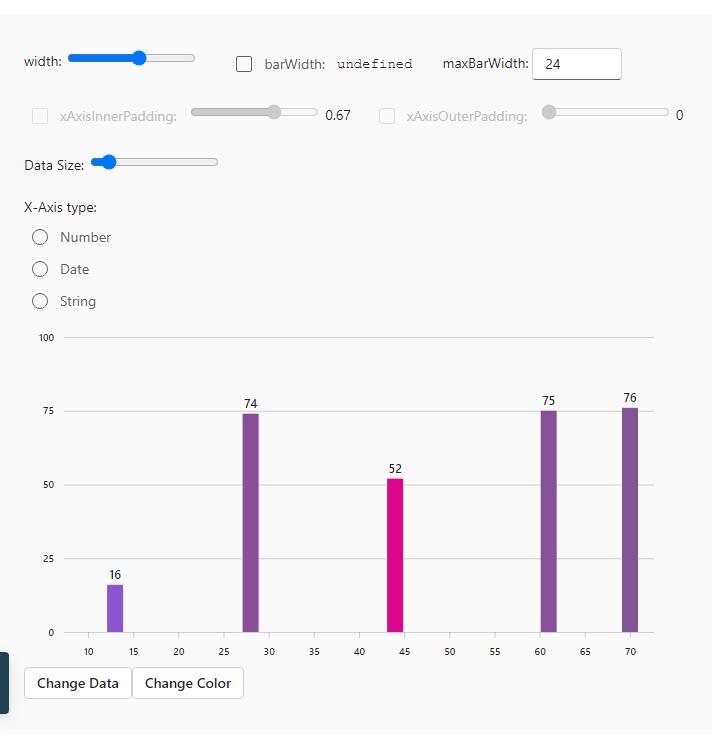 width: barWidth: undefined maxBarWidth: 24
xAxisInnerPadding: 0.67 xAxisOuterPadding: 0
Data Size:
X-Axis type:
Number
Date
String
100
75
50
25
0
16
74
52
75
76
10 15 20 25 30 35 40 45 50 55 60 65 70
Change Data Change Color